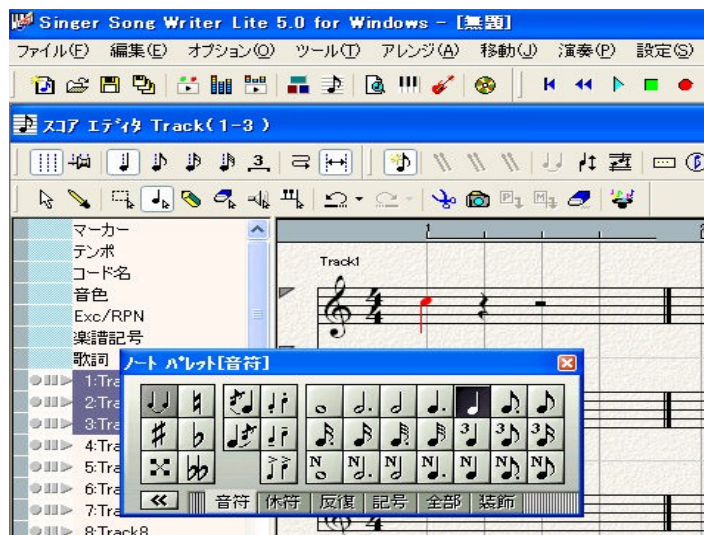 Singer Song Writer Lite 5.0 for Windows - [無題]
ファイル(F) 編集(E) オプション(O) ツール(T) アレンジ(A) 移動(J) 演奏(P) 設定(S)
スコア エディタ Track( 1-3 )
マーカー
テンポ
コード名
音色
Exc/RPN
楽譜記号
歌詞
1
Track1
ノート パレット[音符]
1:Tra
2:Tra
3:Tra
4:Tra
5:Tra
6:Tra
7:Tra
8:Track8
音符 休符 反復 記号 全部 装飾